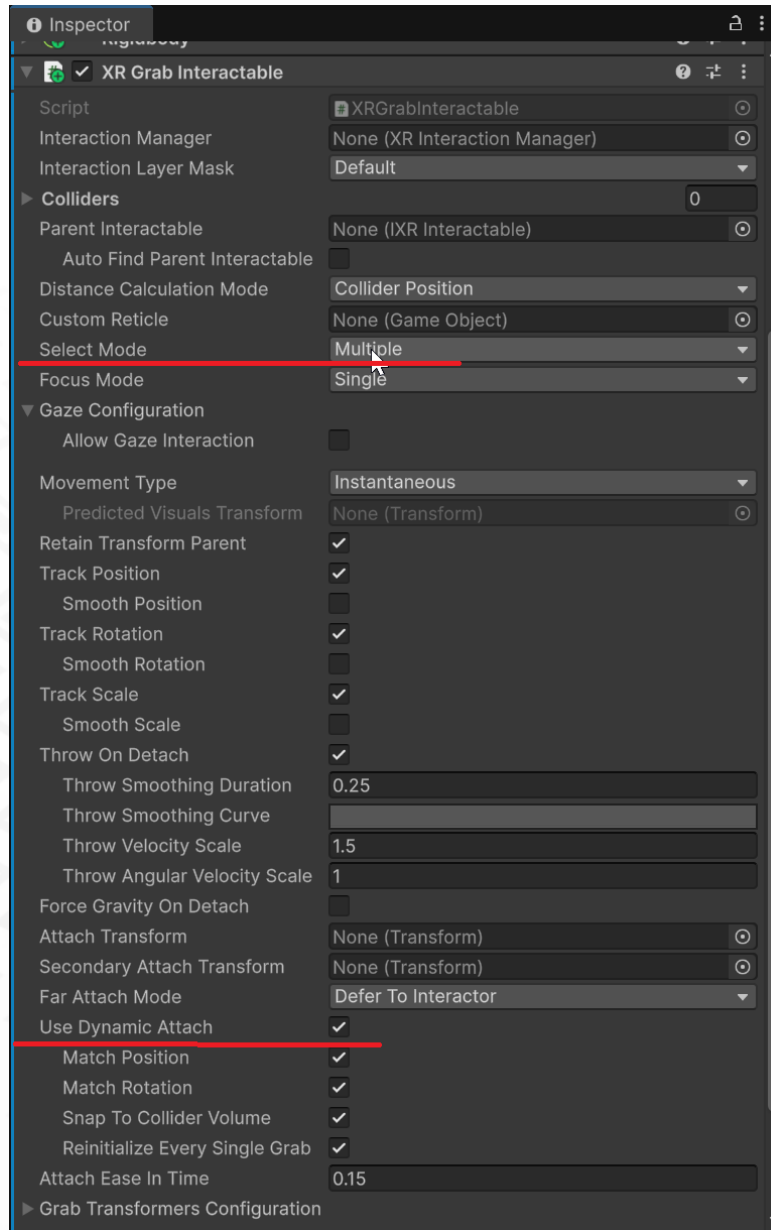 Inspector
Rigidbody
XR Grab Interactable
Script XRGrabInteractable
Interaction Manager None (XR Interaction Manager)
Interaction Layer Mask Default
Colliders 0
Parent Interactable None (IXR Interactable)
Auto Find Parent Interactable
Distance Calculation Mode Collider Position
Custom Reticle None (Game Object)
Select Mode Multiple
Focus Mode Single
Gaze Configuration
Allow Gaze Interaction
Movement Type Instantaneous
Predicted Visuals Transform None (Transform)
Retain Transform Parent
Track Position
Smooth Position
Track Rotation
Smooth Rotation
Track Scale
Smooth Scale
Throw On Detach
Throw Smoothing Duration 0.25
Throw Smoothing Curve
Throw Velocity Scale 1.5
Throw Angular Velocity Scale 1
Force Gravity On Detach
Attach Transform None (Transform)
Secondary Attach Transform None (Transform)
Far Attach Mode Defer To Interactor
Use Dynamic Attach
Match Position
Match Rotation
Snap To Collider Volume
Reinitialize Every Single Grab
Attach Ease In Time 0.15
Grab Transformers Configuration